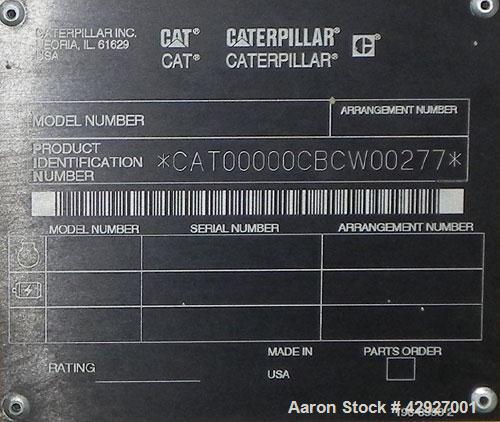 CATERPILLAR INC.
PEORIA, IL. 61629
USA
CAT® CATERPILLAR®
CAT® CATERPILLAR®
MODEL NUMBER
ARRANGEMENT NUMBER
PRODUCT
IDENTIFICATION
NUMBER
*CAT00000CBCW00277*
MODEL NUMBER SERIAL NUMBER ARRANGEMENT NUMBER
RATING
MADE IN
USA
PARTS ORDER
Aaron Stock # 42927001